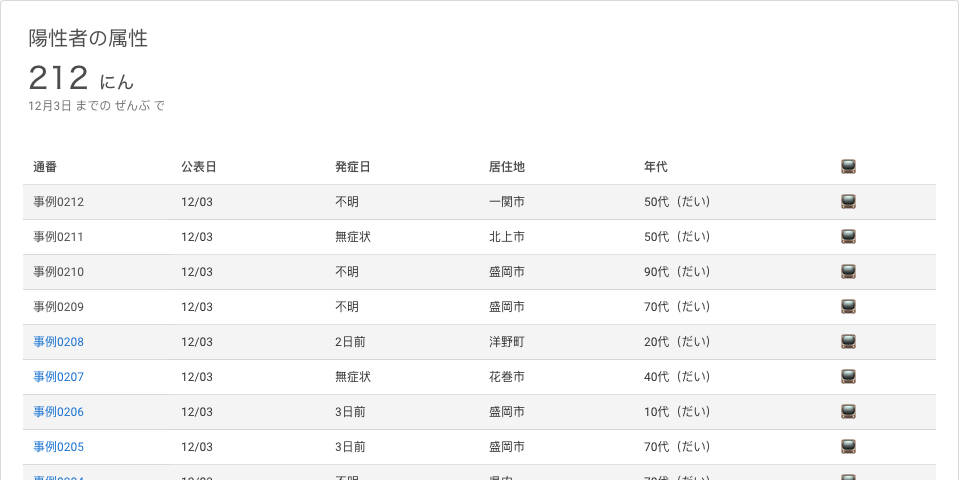 陽性者の属性
212 にん
12月3日 までの ぜんぶ で
通番 公表日 発症日 居住地 年代
事例0212 12/03 不明 一関市 50代（だい）
事例0211 12/03 無症状 北上市 50代（だい）
事例0210 12/03 不明 盛岡市 90代（だい）
事例0209 12/03 不明 盛岡市 70代（だい）
事例0208 12/03 2日前 洋野町 20代（だい）
事例0207 12/03 無症状 花巻市 40代（だい）
事例0206 12/03 3日前 盛岡市 10代（だい）
事例0205 12/03 3日前 盛岡市 70代（だい）